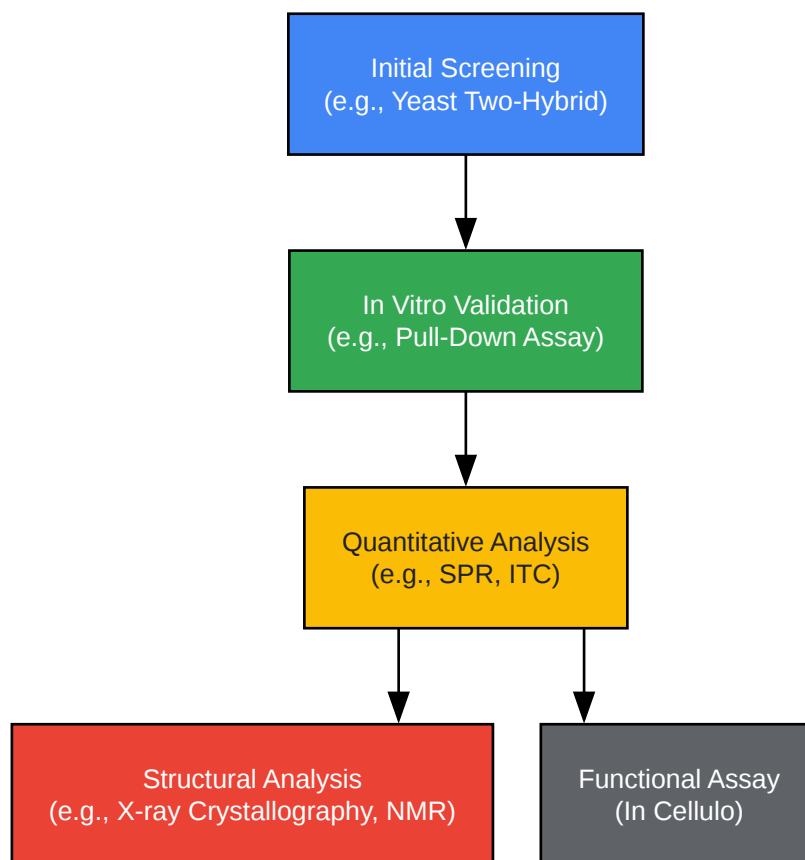 Initial Screening
(e.g., Yeast Two-Hybrid)
In Vitro Validation
(e.g., Pull-Down Assay)
Quantitative Analysis
(e.g., SPR, ITC)
Structural Analysis
(e.g., X-ray Crystallography, NMR)
Functional Assay
(In Cellulo)